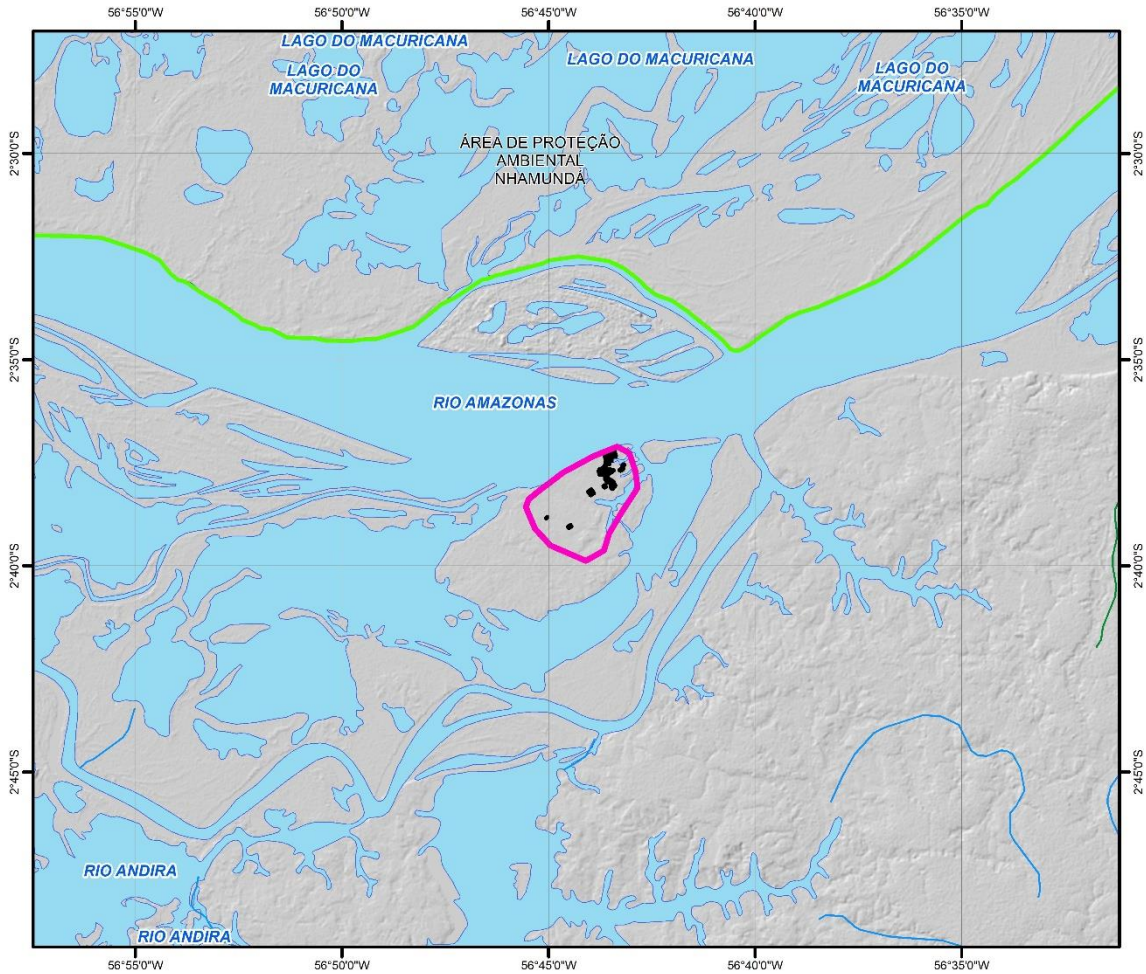 56°55'0"W 56°50'0"W 56°45'0"W 56°40'0"W 56°35'0"W
LAGO DO MACURICANA
LAGO DO MACURICANA
LAGO DO
MACURICANA
LAGO DO
MACURICANA
ÁREA DE PROTEÇÃO
AMBIENTAL
NHAMUNDÁ
2°30'0"S
2°30'0"S
2°35'0"S
2°35'0"S
RIO AMAZONAS
2°40'0"S
2°40'0"S
2°45'0"S
2°45'0"S
RIO ANDIRA
RIO ANDIRA
56°55'0"W 56°50'0"W 56°45'0"W 56°40'0"W 56°35'0"W